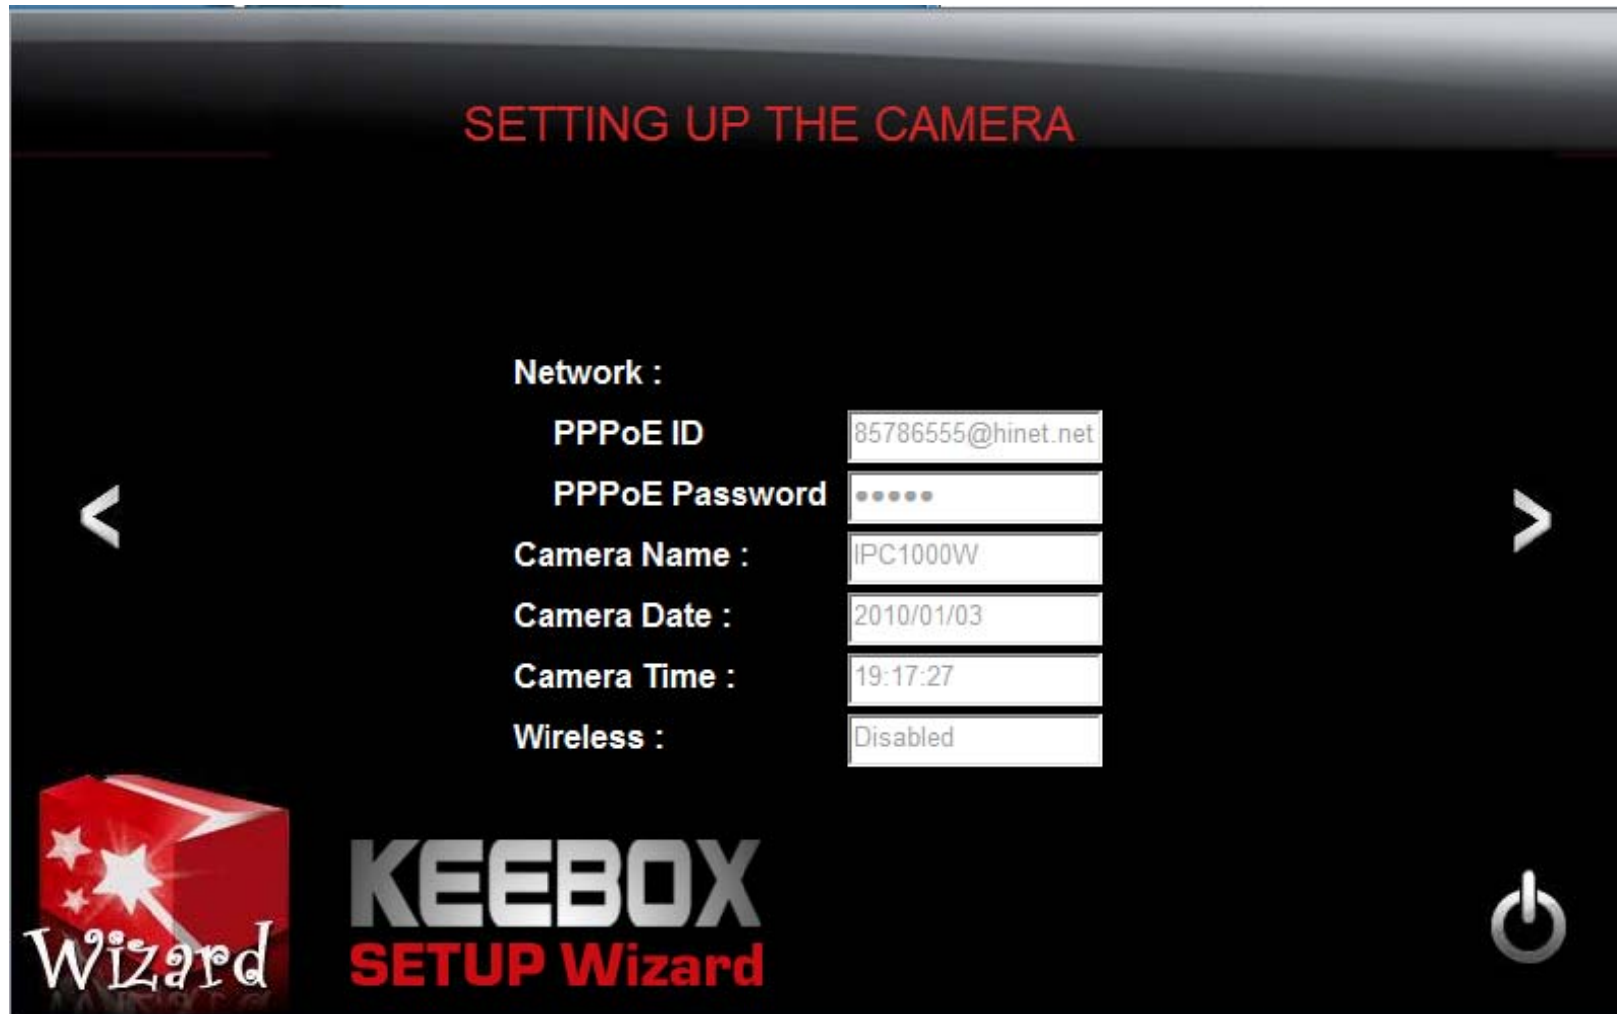 SETTING UP THE CAMERA
Network :
PPPoE ID 85786555@hinet.net
PPPoE Password •••••
Camera Name : IPC1000W
Camera Date : 2010/01/03
Camera Time : 19:17:27
Wireless : Disabled
Wizard
KEEBOX
SETUP Wizard